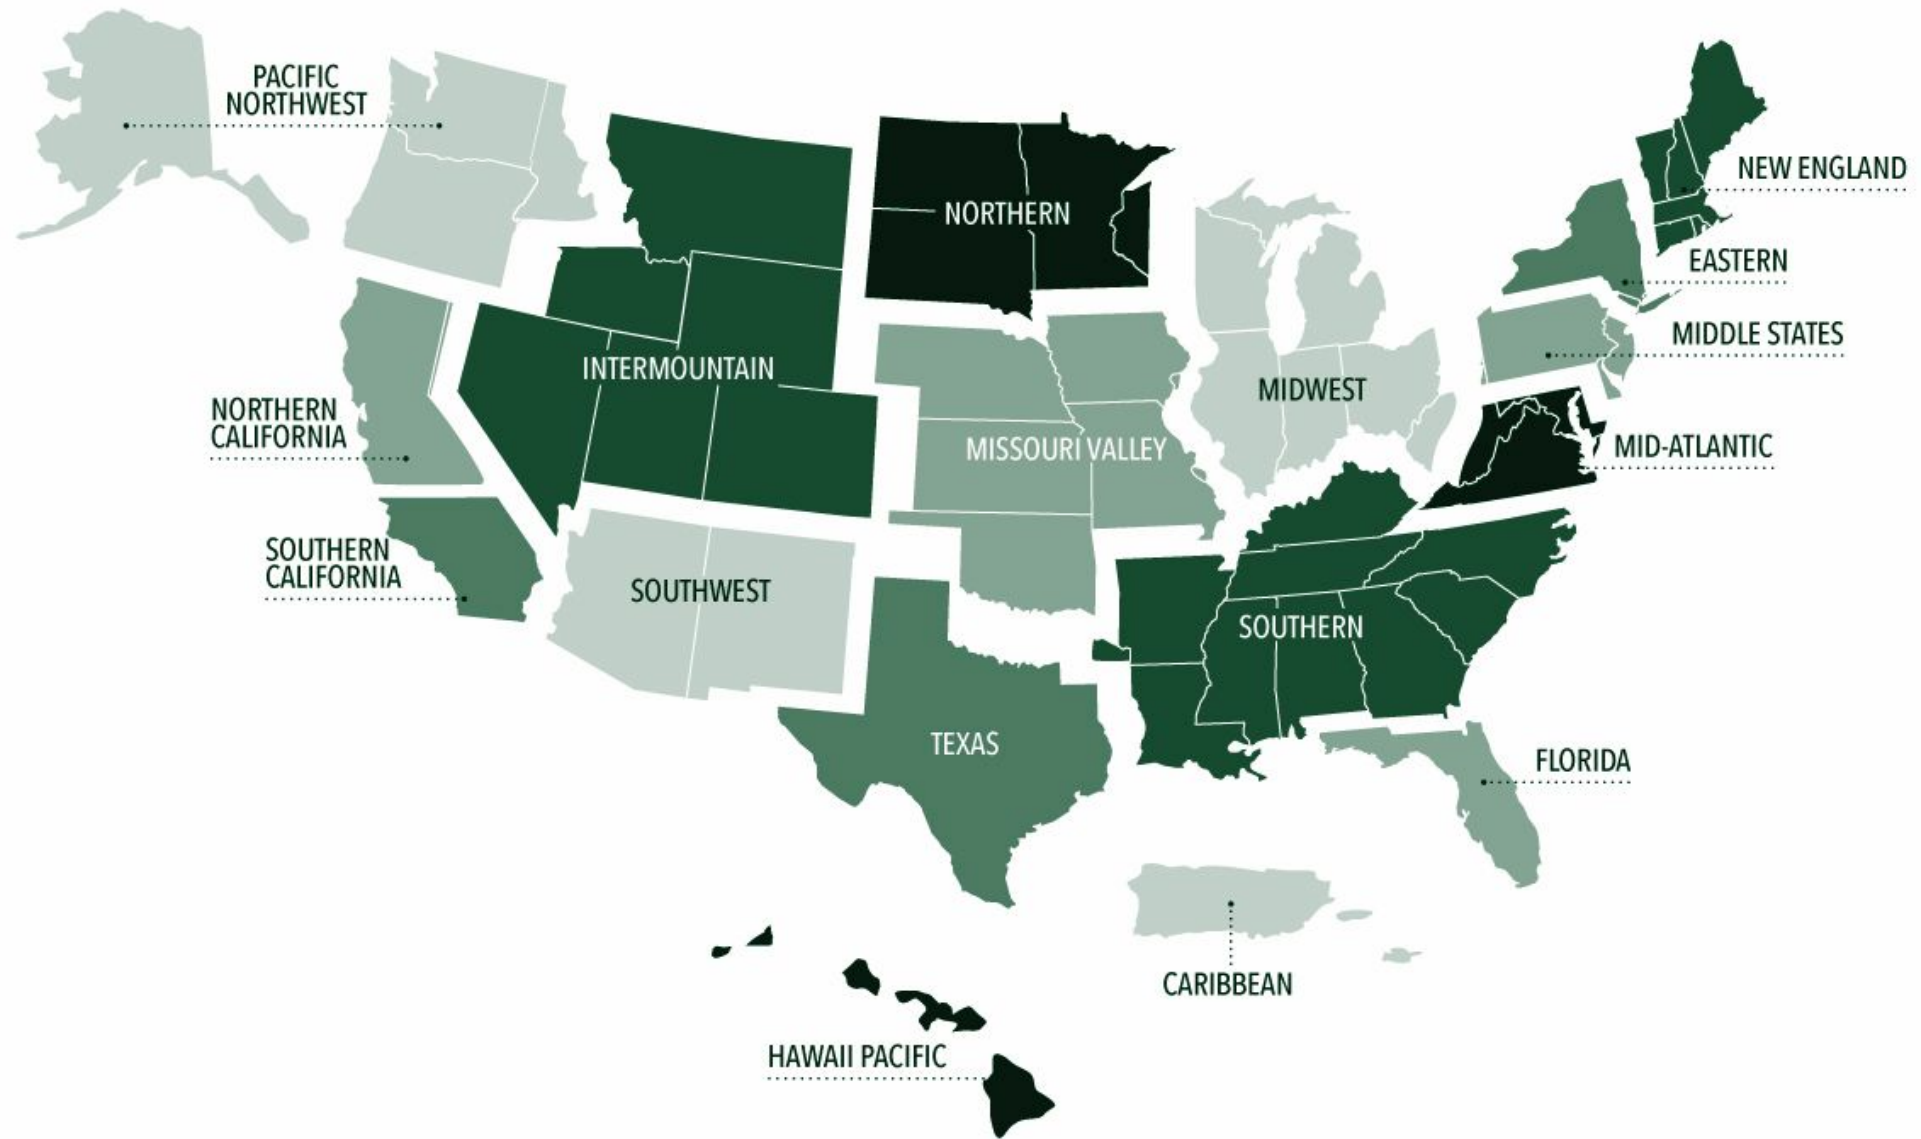 PACIFIC
NORTHWEST
NORTHERN
NEW ENGLAND
EASTERN
MIDDLE STATES
INTERMOUNTAIN
MIDWEST
NORTHERN
CALIFORNIA
MISSOURI VALLEY
MID-ATLANTIC
SOUTHERN
CALIFORNIA
SOUTHWEST
SOUTHERN
TEXAS
FLORIDA
CARIBBEAN
HAWAII PACIFIC